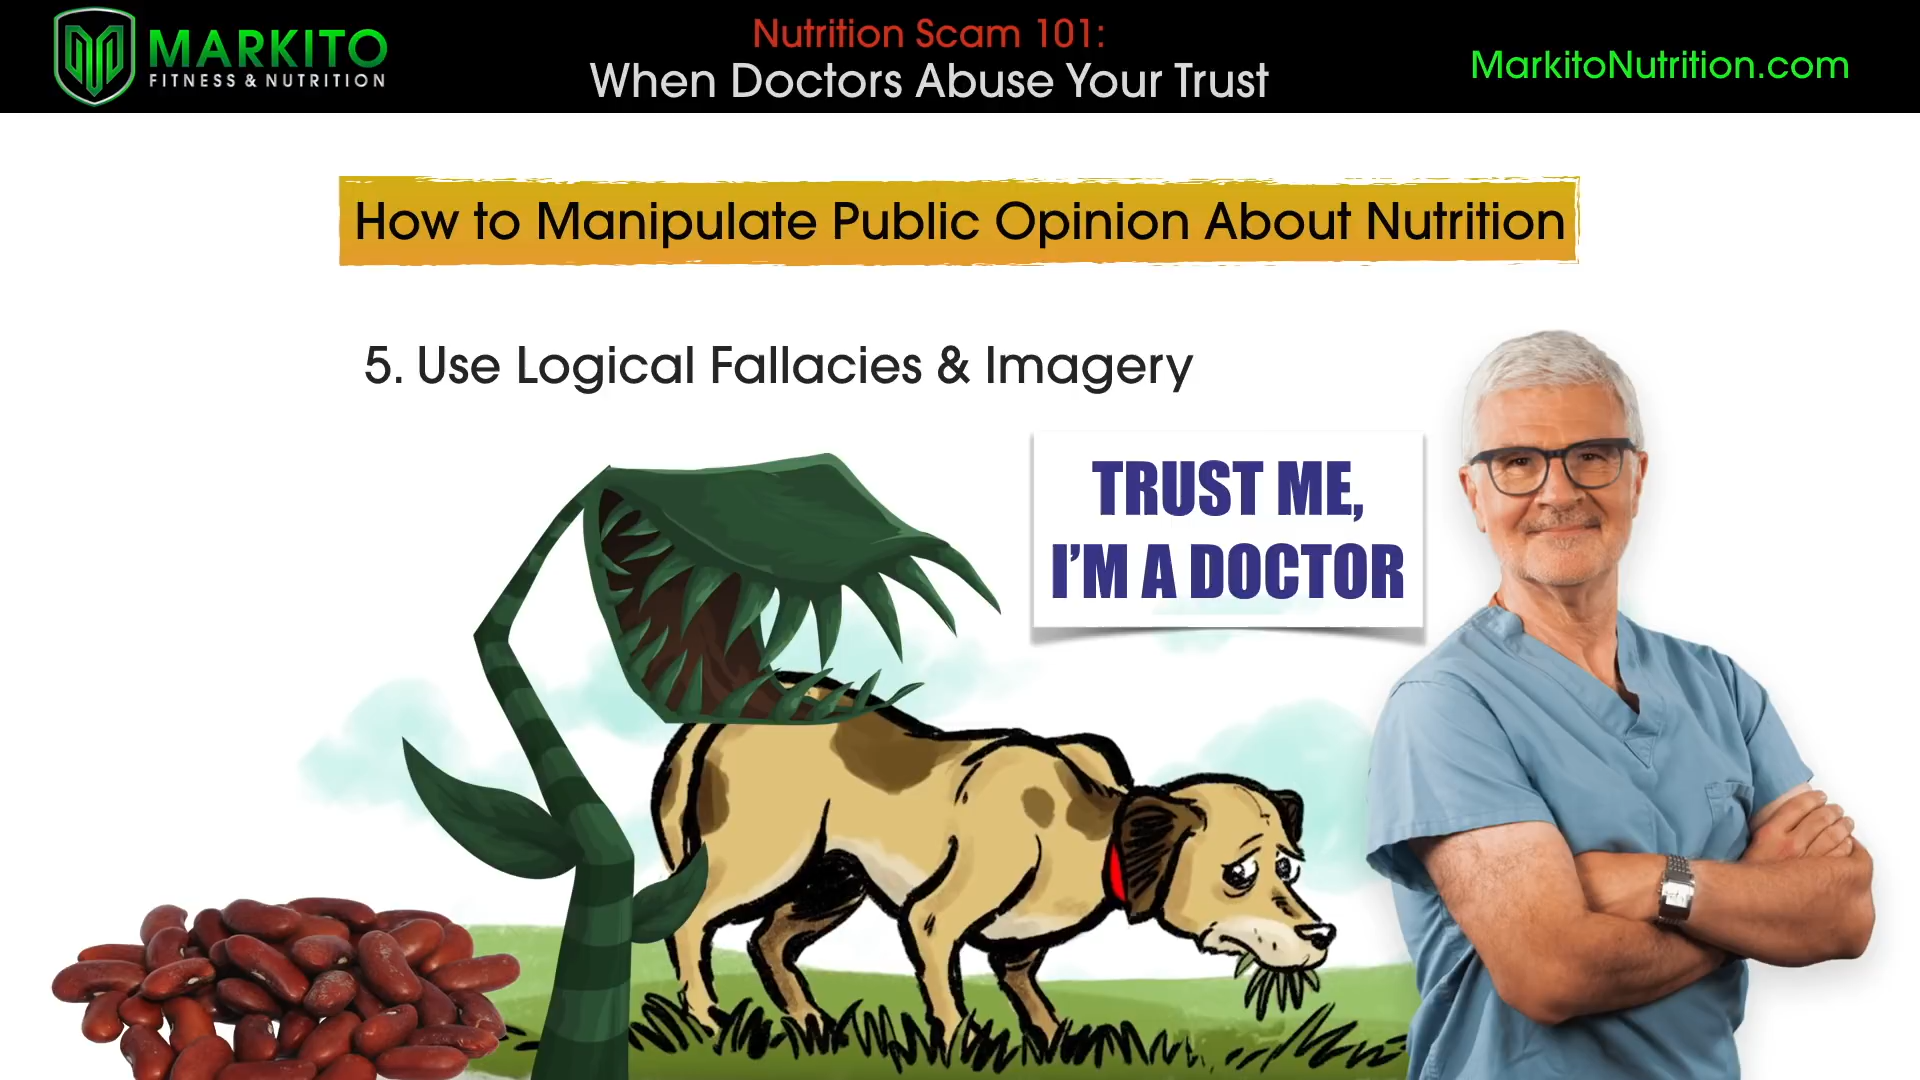 MARKITO
FITNESS & NUTRITION
Nutrition Scam 101:
When Doctors Abuse Your Trust
MarkitoNutrition.com
How to Manipulate Public Opinion About Nutrition
5. Use Logical Fallacies & Imagery
TRUST ME,
I’M A DOCTOR